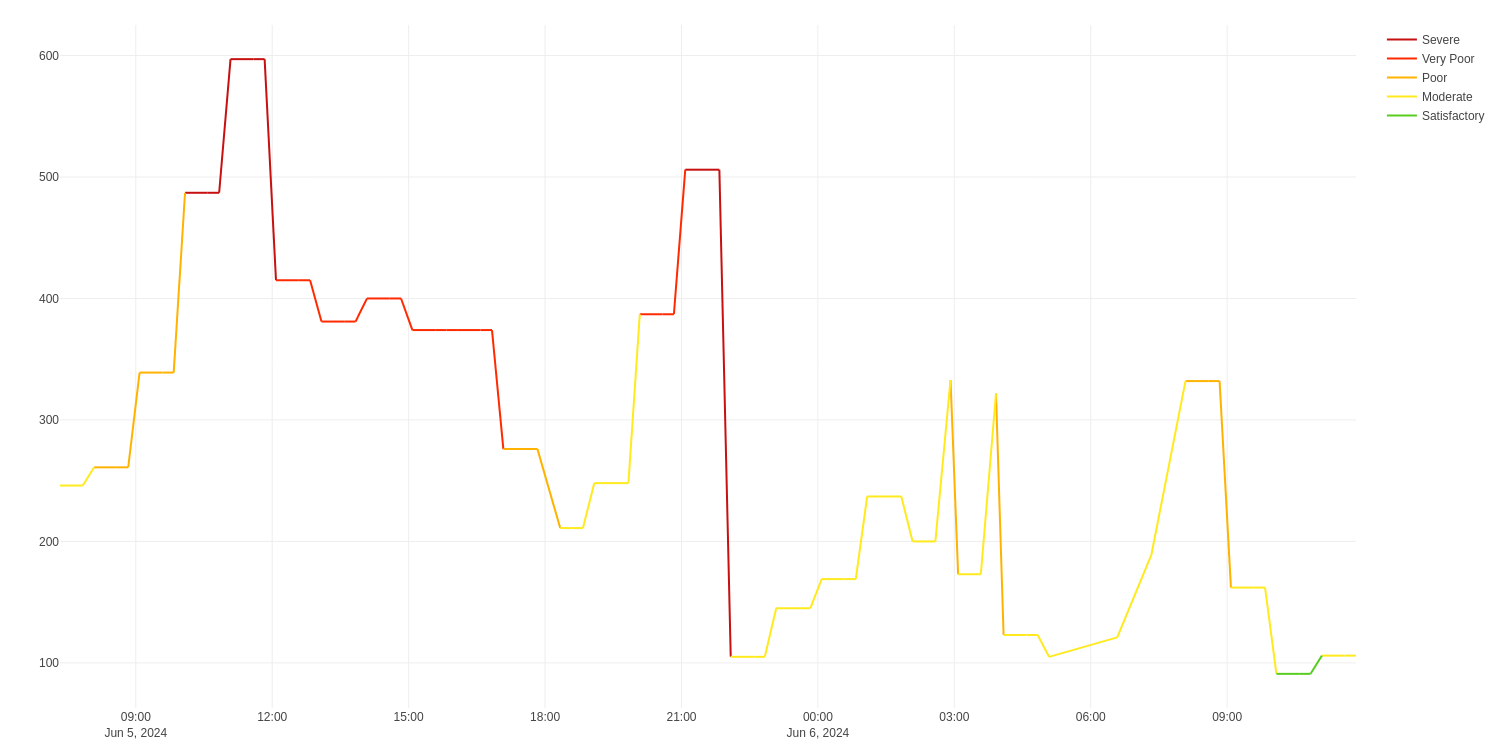 600
500
400
300
200
100
09:00
Jun 5, 2024
12:00
15:00
18:00
21:00
00:00
Jun 6, 2024
03:00
06:00
09:00
Severe
Very Poor
Poor
Moderate
Satisfactory